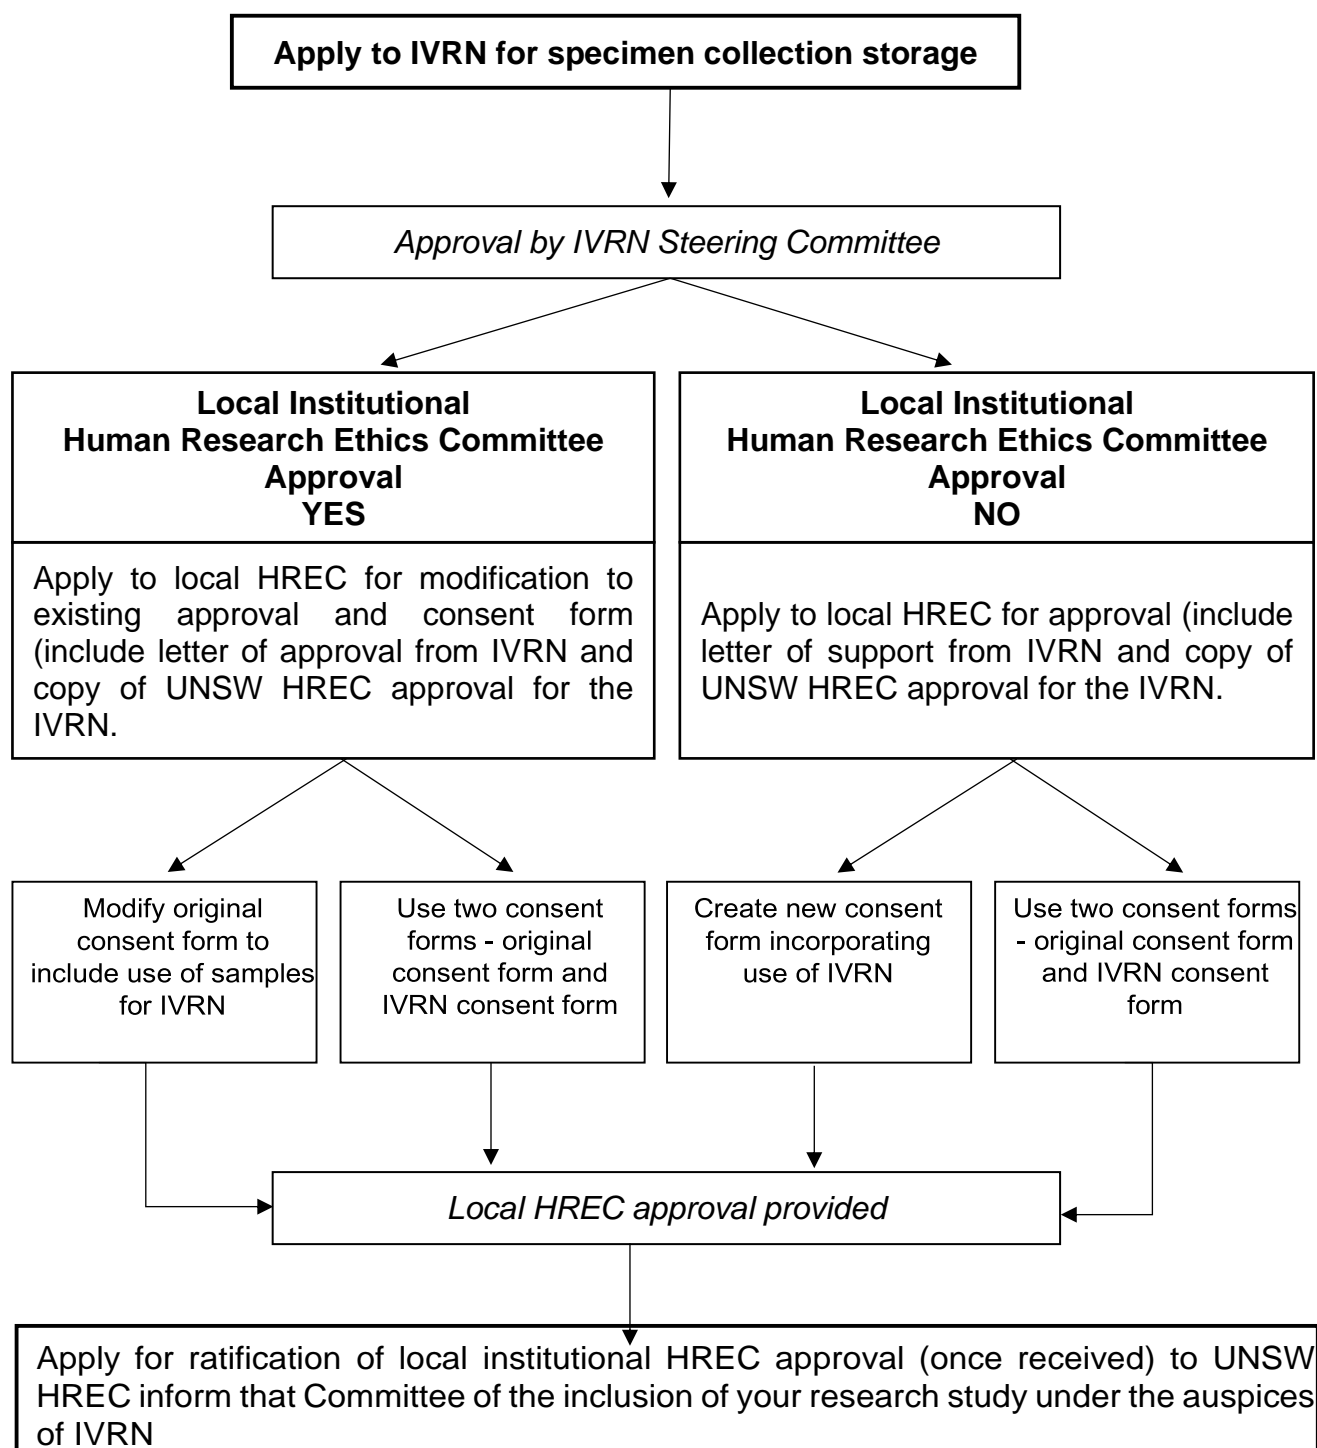 Apply to IVRN for specimen collection storage
Approval by IVRN Steering Committee
Local Institutional
Human Research Ethics Committee
Approval
YES
Apply to local HREC for modification to
existing approval and consent form
(include letter of approval from IVRN and
copy of UNSW HREC approval for the
IVRN.
Local Institutional
Human Research Ethics Committee
Approval
NO
Apply to local HREC for approval (include
letter of support from IVRN and copy of
UNSW HREC approval for the IVRN.
Modify original
consent form to
include use of samples
for IVRN
Use two consent
forms - original
consent form and
IVRN consent form
Create new consent
form incorporating
use of IVRN
Use two consent forms
- original consent form
and IVRN consent
form
Local HREC approval provided
Apply for ratification of local institutional HREC approval (once received) to UNSW
HREC inform that Committee of the inclusion of your research study under the auspices
of IVRN